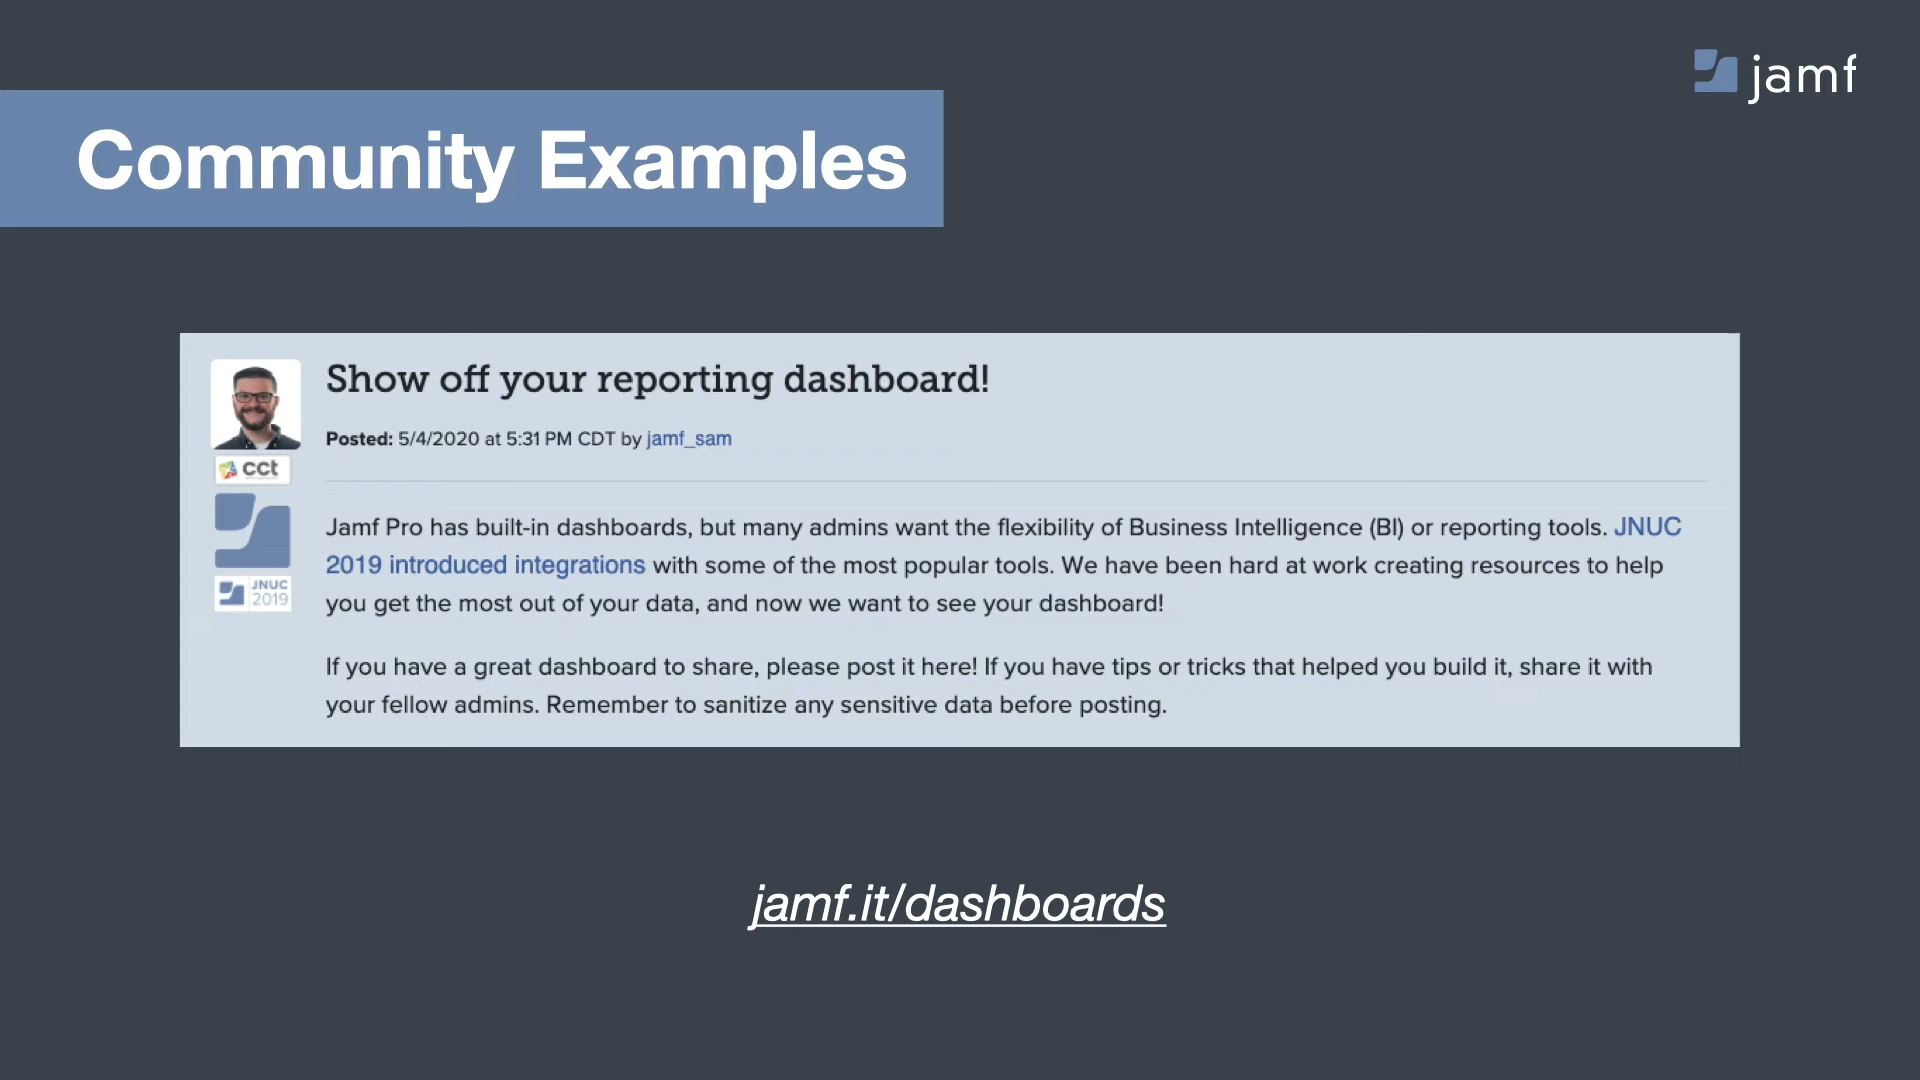 jamf
Community Examples
Show off your reporting dashboard!
Posted: 5/4/2020 at 5:31 PM CDT by jamf_sam
cct
JNUC
2019
Jamf Pro has built-in dashboards, but many admins want the flexibility of Business Intelligence (BI) or reporting tools. JNUC
2019 introduced integrations with some of the most popular tools. We have been hard at work creating resources to help
you get the most out of your data, and now we want to see your dashboard!
If you have a great dashboard to share, please post it here! If you have tips or tricks that helped you build it, share it with
your fellow admins. Remember to sanitize any sensitive data before posting.
jamf.it/dashboards